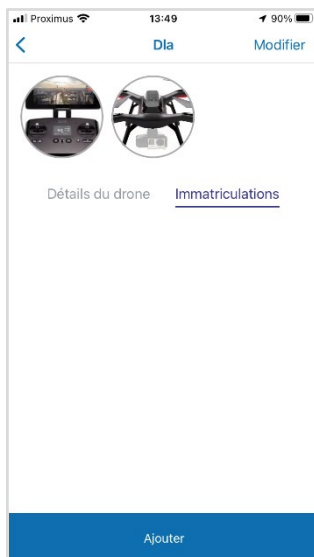 Proximus 13:49 90%
Dla Modifier
Détails du drone Immatriculations
Ajouter